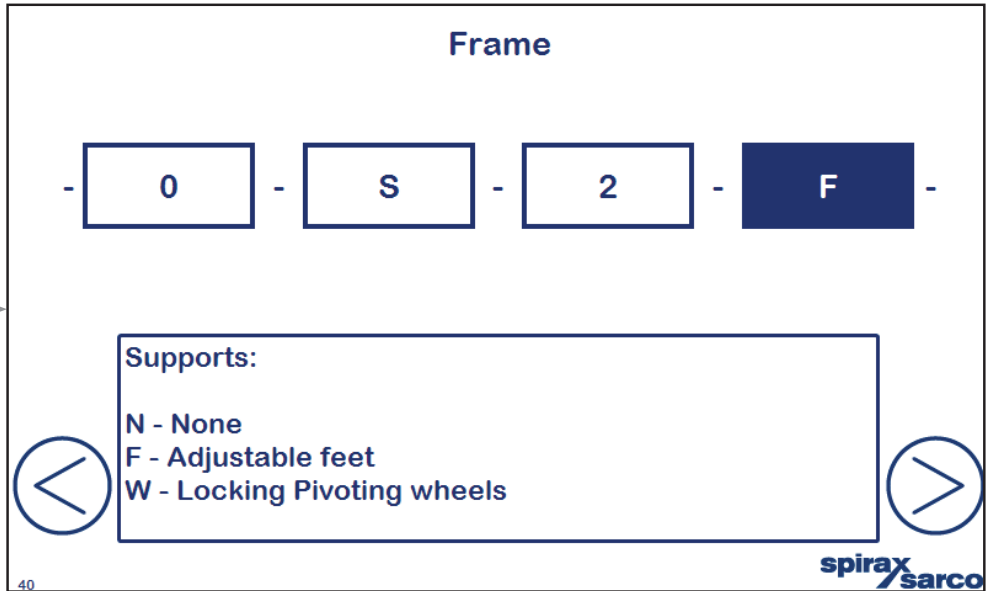 Frame
- 0 - S - 2 - F -
Supports:
N - None
F - Adjustable feet
W - Locking Pivoting wheels
< >
40
spirax
sarco